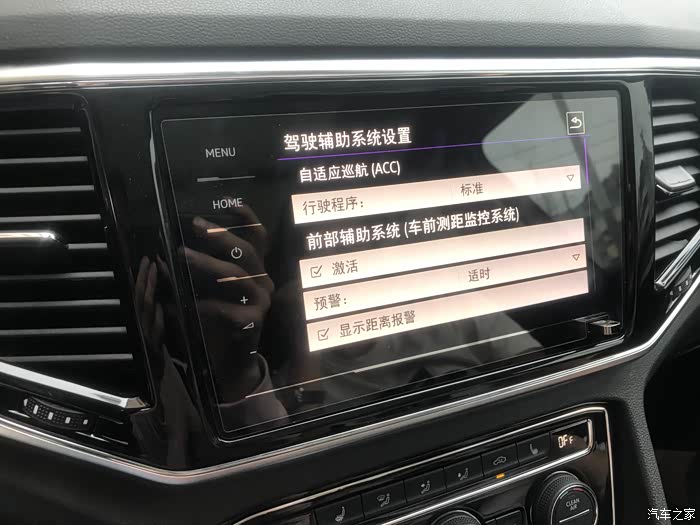 驾驶辅助系统设置
MENU
自适应巡航 (ACC)
行驶程序： 标准
HOME
前部辅助系统 (车前测距监控系统)
激活
预警： 适时
+
显示距离报警
−
OFF
CLEAN AIR
汽车之家